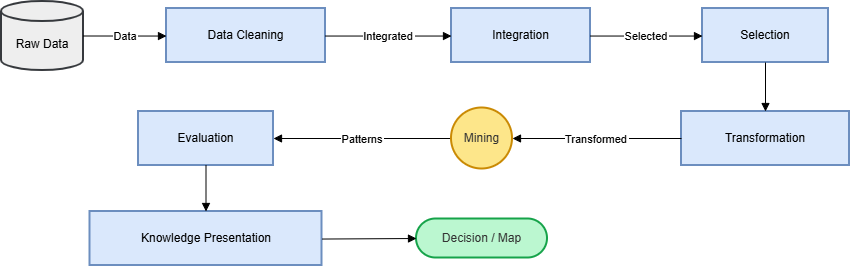 Raw Data
Data
Data Cleaning
Integrated
Integration
Selected
Selection
Transformation
Transformed
Mining
Patterns
Evaluation
Knowledge Presentation
Decision / Map